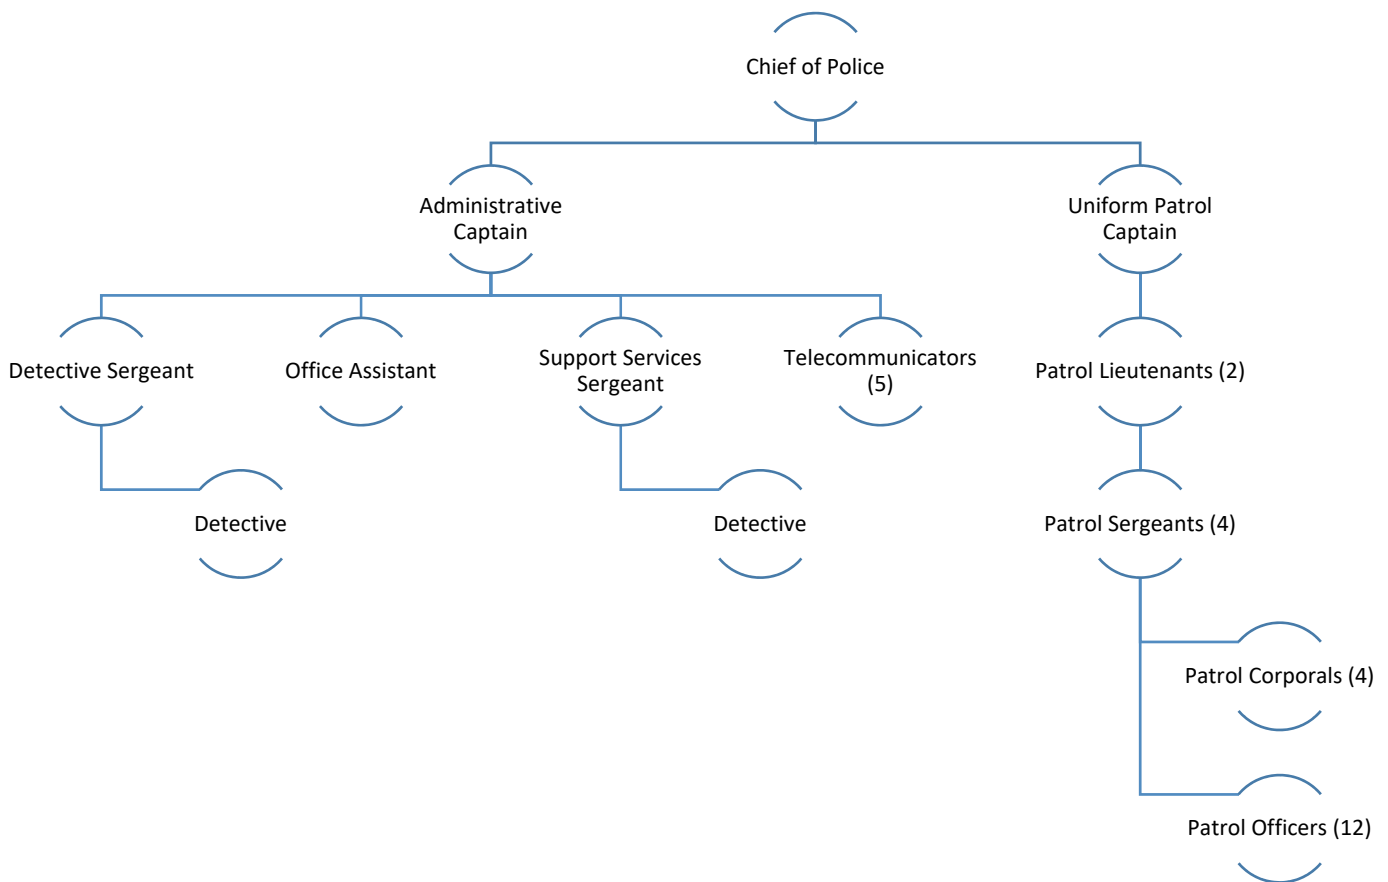 Chief of Police
Administrative
Captain
Uniform Patrol
Captain
Detective Sergeant
Office Assistant
Support Services
Sergeant
Telecommunicators
(5)
Patrol Lieutenants (2)
Detective
Detective
Patrol Sergeants (4)
Patrol Corporals (4)
Patrol Officers (12)